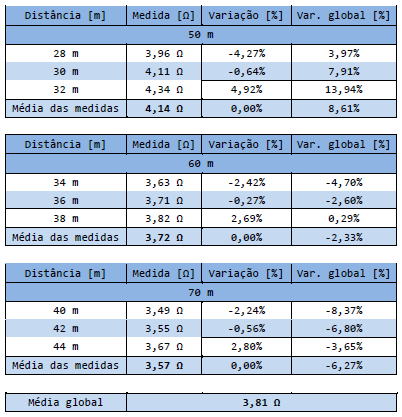 Distância [m] Medida [Ω] Variação [%] Var. global [%]
50 m
28 m 3,96 Ω -4,27% 3,97%
30 m 4,11 Ω -0,64% 7,91%
32 m 4,34 Ω 4,92% 13,94%
Média das medidas 4,14 Ω 0,00% 8,61%
Distância [m] Medida [Ω] Variação [%] Var. global [%]
60 m
34 m 3,63 Ω -2,42% -4,70%
36 m 3,71 Ω -0,27% -2,60%
38 m 3,82 Ω 2,69% 0,29%
Média das medidas 3,72 Ω 0,00% -2,33%
Distância [m] Medida [Ω] Variação [%] Var. global [%]
70 m
40 m 3,49 Ω -2,24% -8,37%
42 m 3,55 Ω -0,56% -6,80%
44 m 3,67 Ω 2,80% -3,65%
Média das medidas 3,57 Ω 0,00% -6,27%
Média global 3,81 Ω